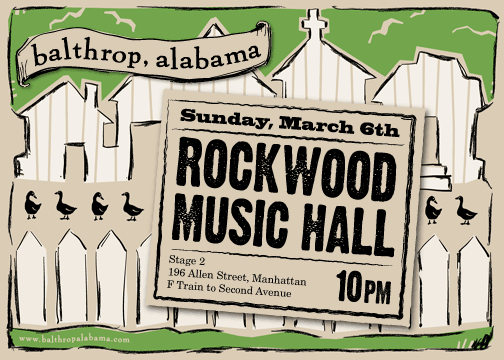 balthrop, alabama
Sunday, March 6th
ROCKWOOD
MUSIC HALL
Stage 2
196 Allen Street, Manhattan
F Train to Second Avenue
10PM
www.balthropalabama.com